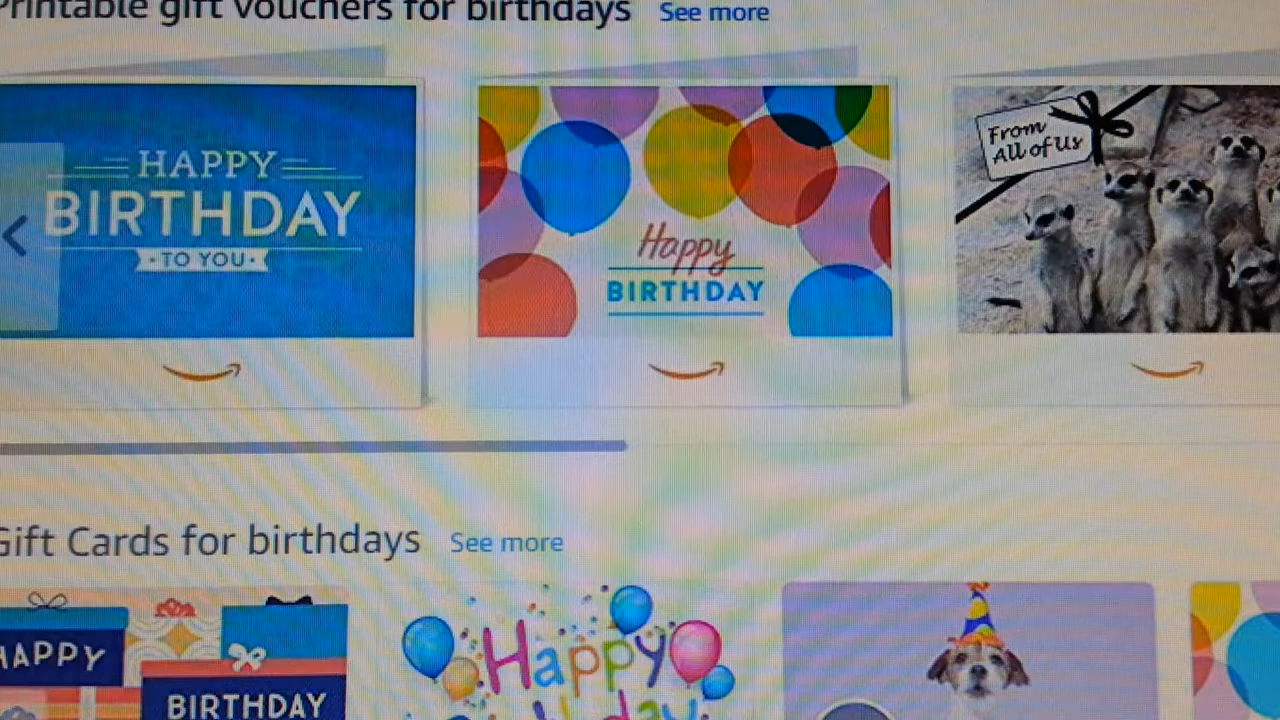 Printable gift vouchers for birthdays See more
HAPPY
BIRTHDAY
TO YOU
Happy
BIRTHDAY
From
All of Us
Gift Cards for birthdays See more
HAPPY
BIRTHDAY
Happy